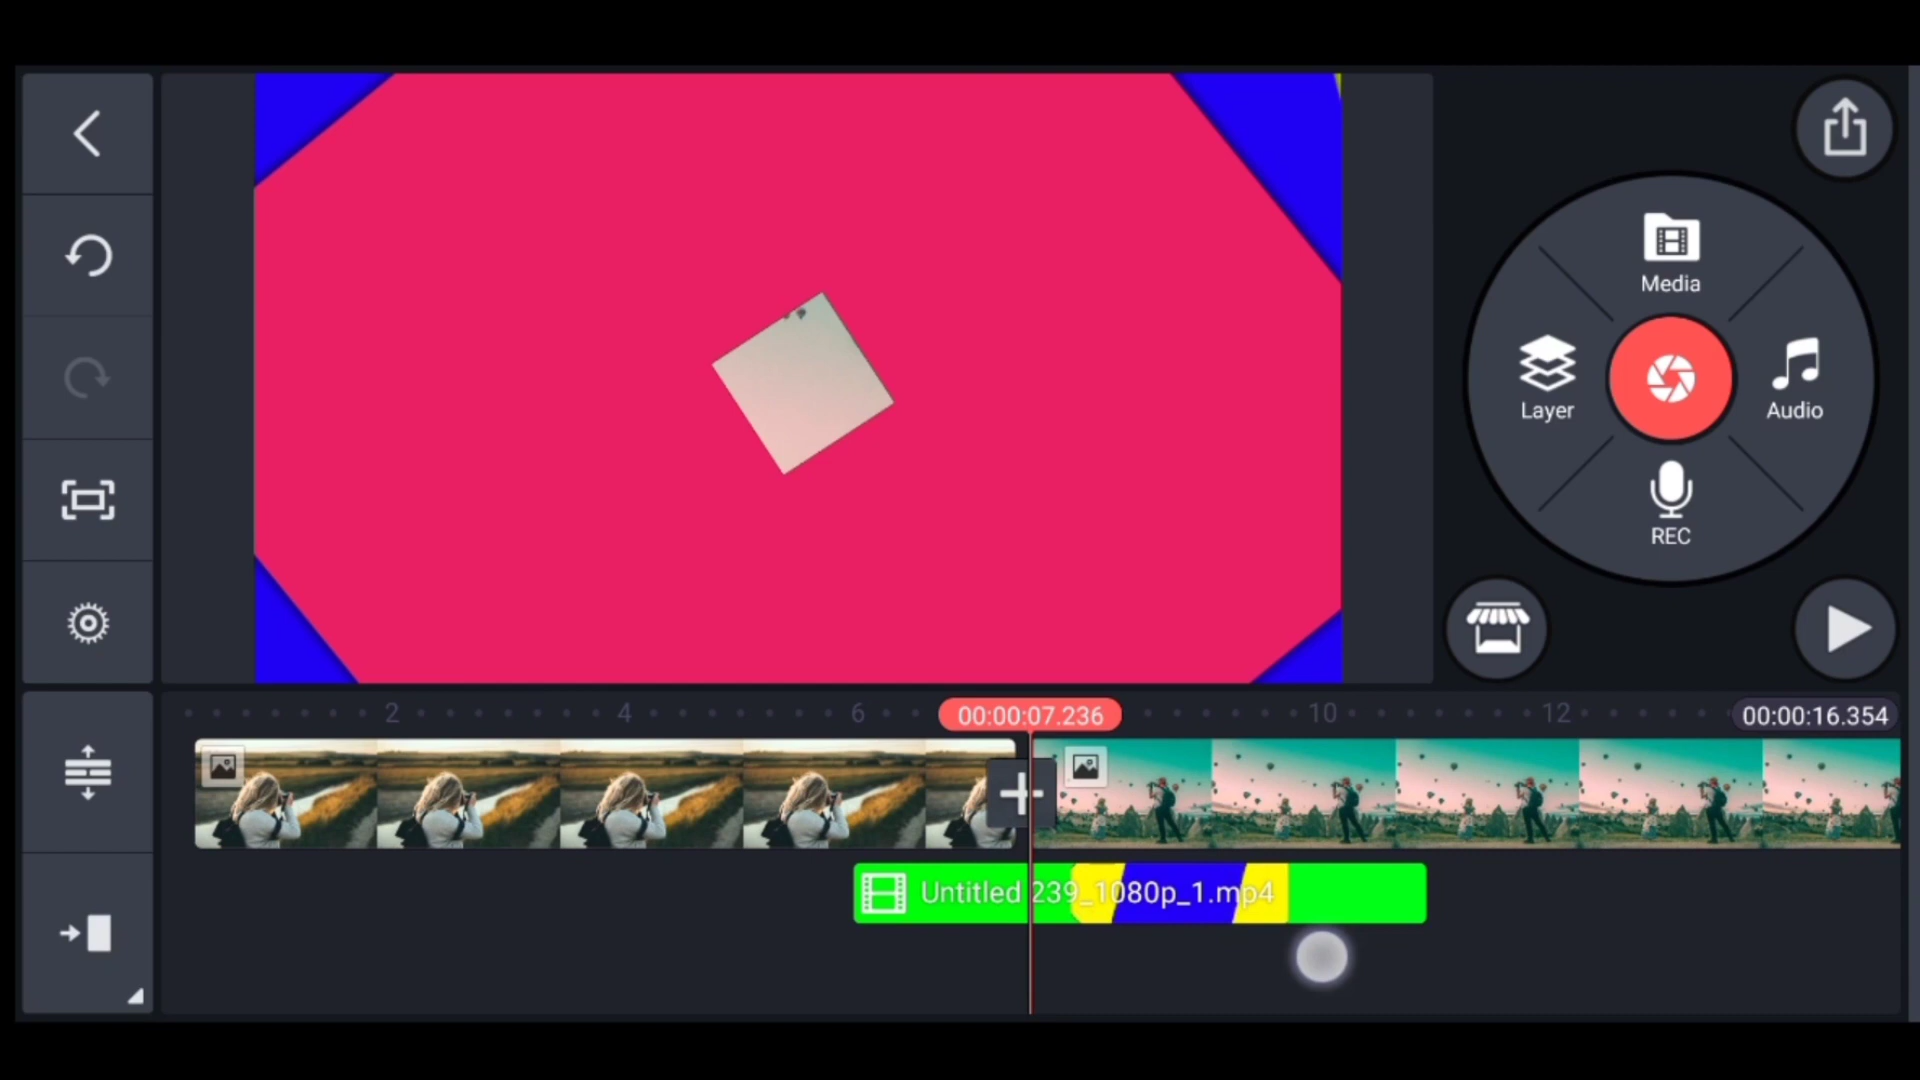 Media
Layer
Audio
REC
2
4
6
00:00:07.236
10
12
00:00:16.354
Untitled 239_1080p_1.mp4